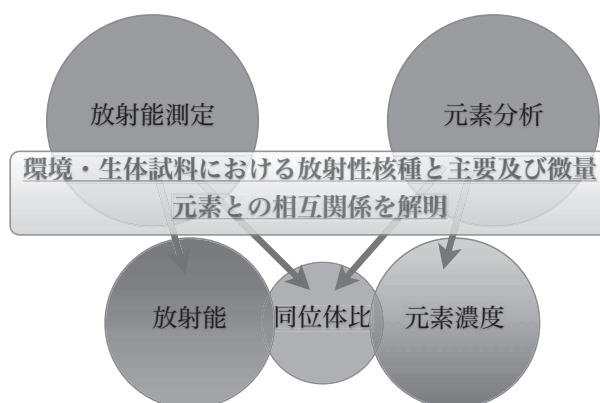 放射能測定
元素分析
環境・生体試料における放射性核種と主要及び微量
元素との相互関係を解明
放射能
同位体比
元素濃度